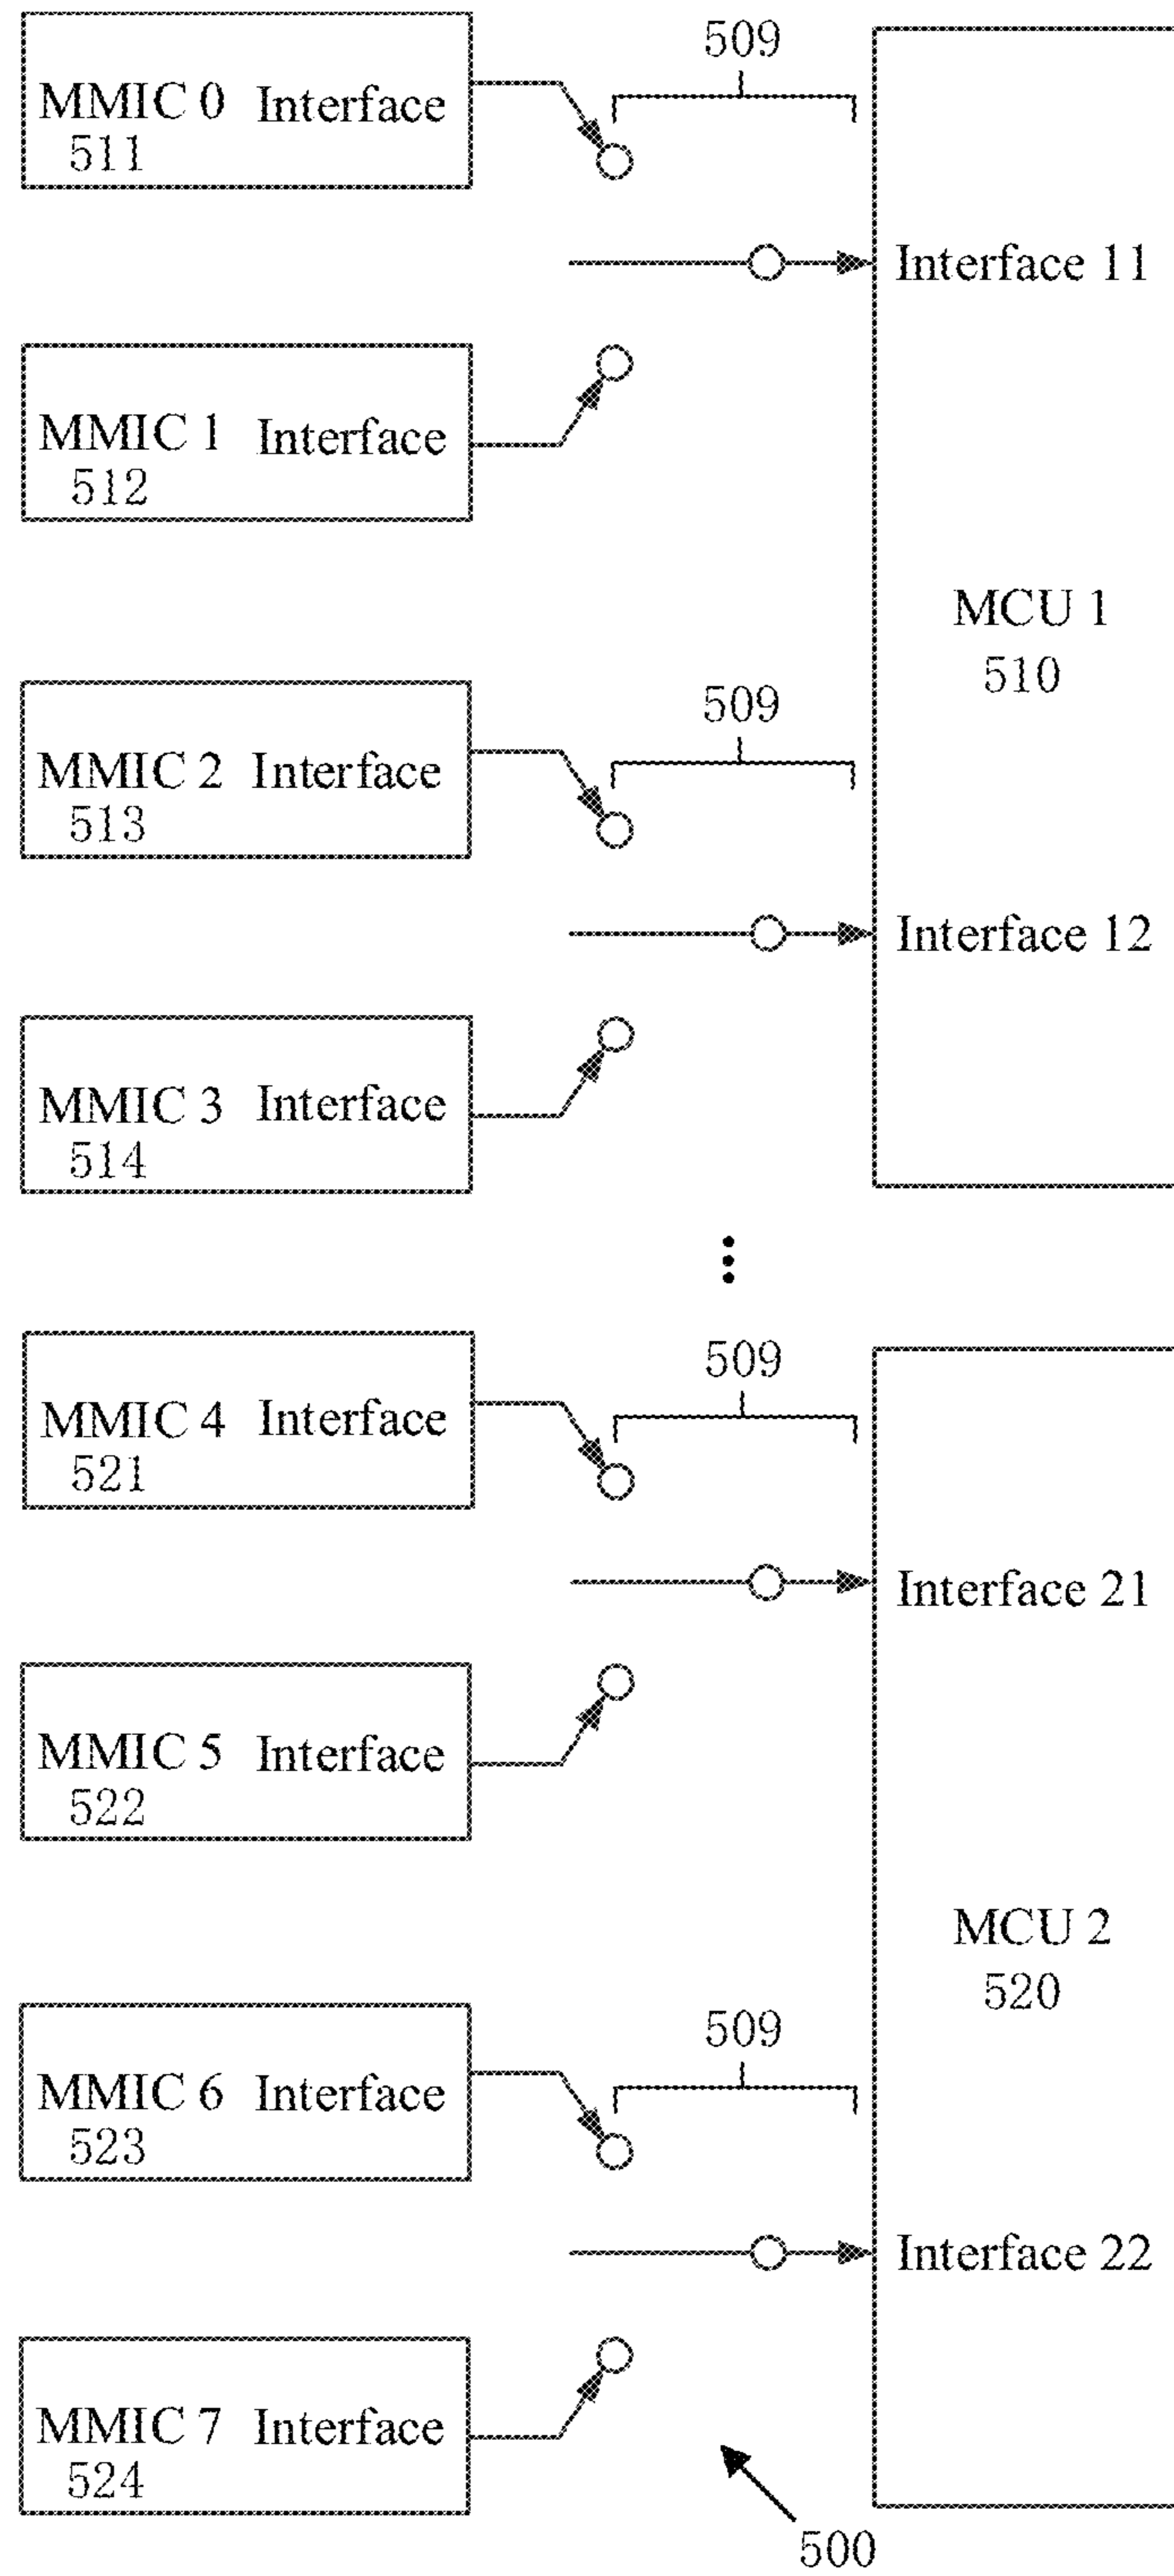 509
MMIC 0 Interface
511
Interface 11
MMIC 1 Interface
512
MCU 1
510
509
MMIC 2 Interface
513
Interface 12
MMIC 3 Interface
514
509
MMIC 4 Interface
521
Interface 21
MMIC 5 Interface
522
MCU 2
520
509
MMIC 6 Interface
523
Interface 22
MMIC 7 Interface
524
500